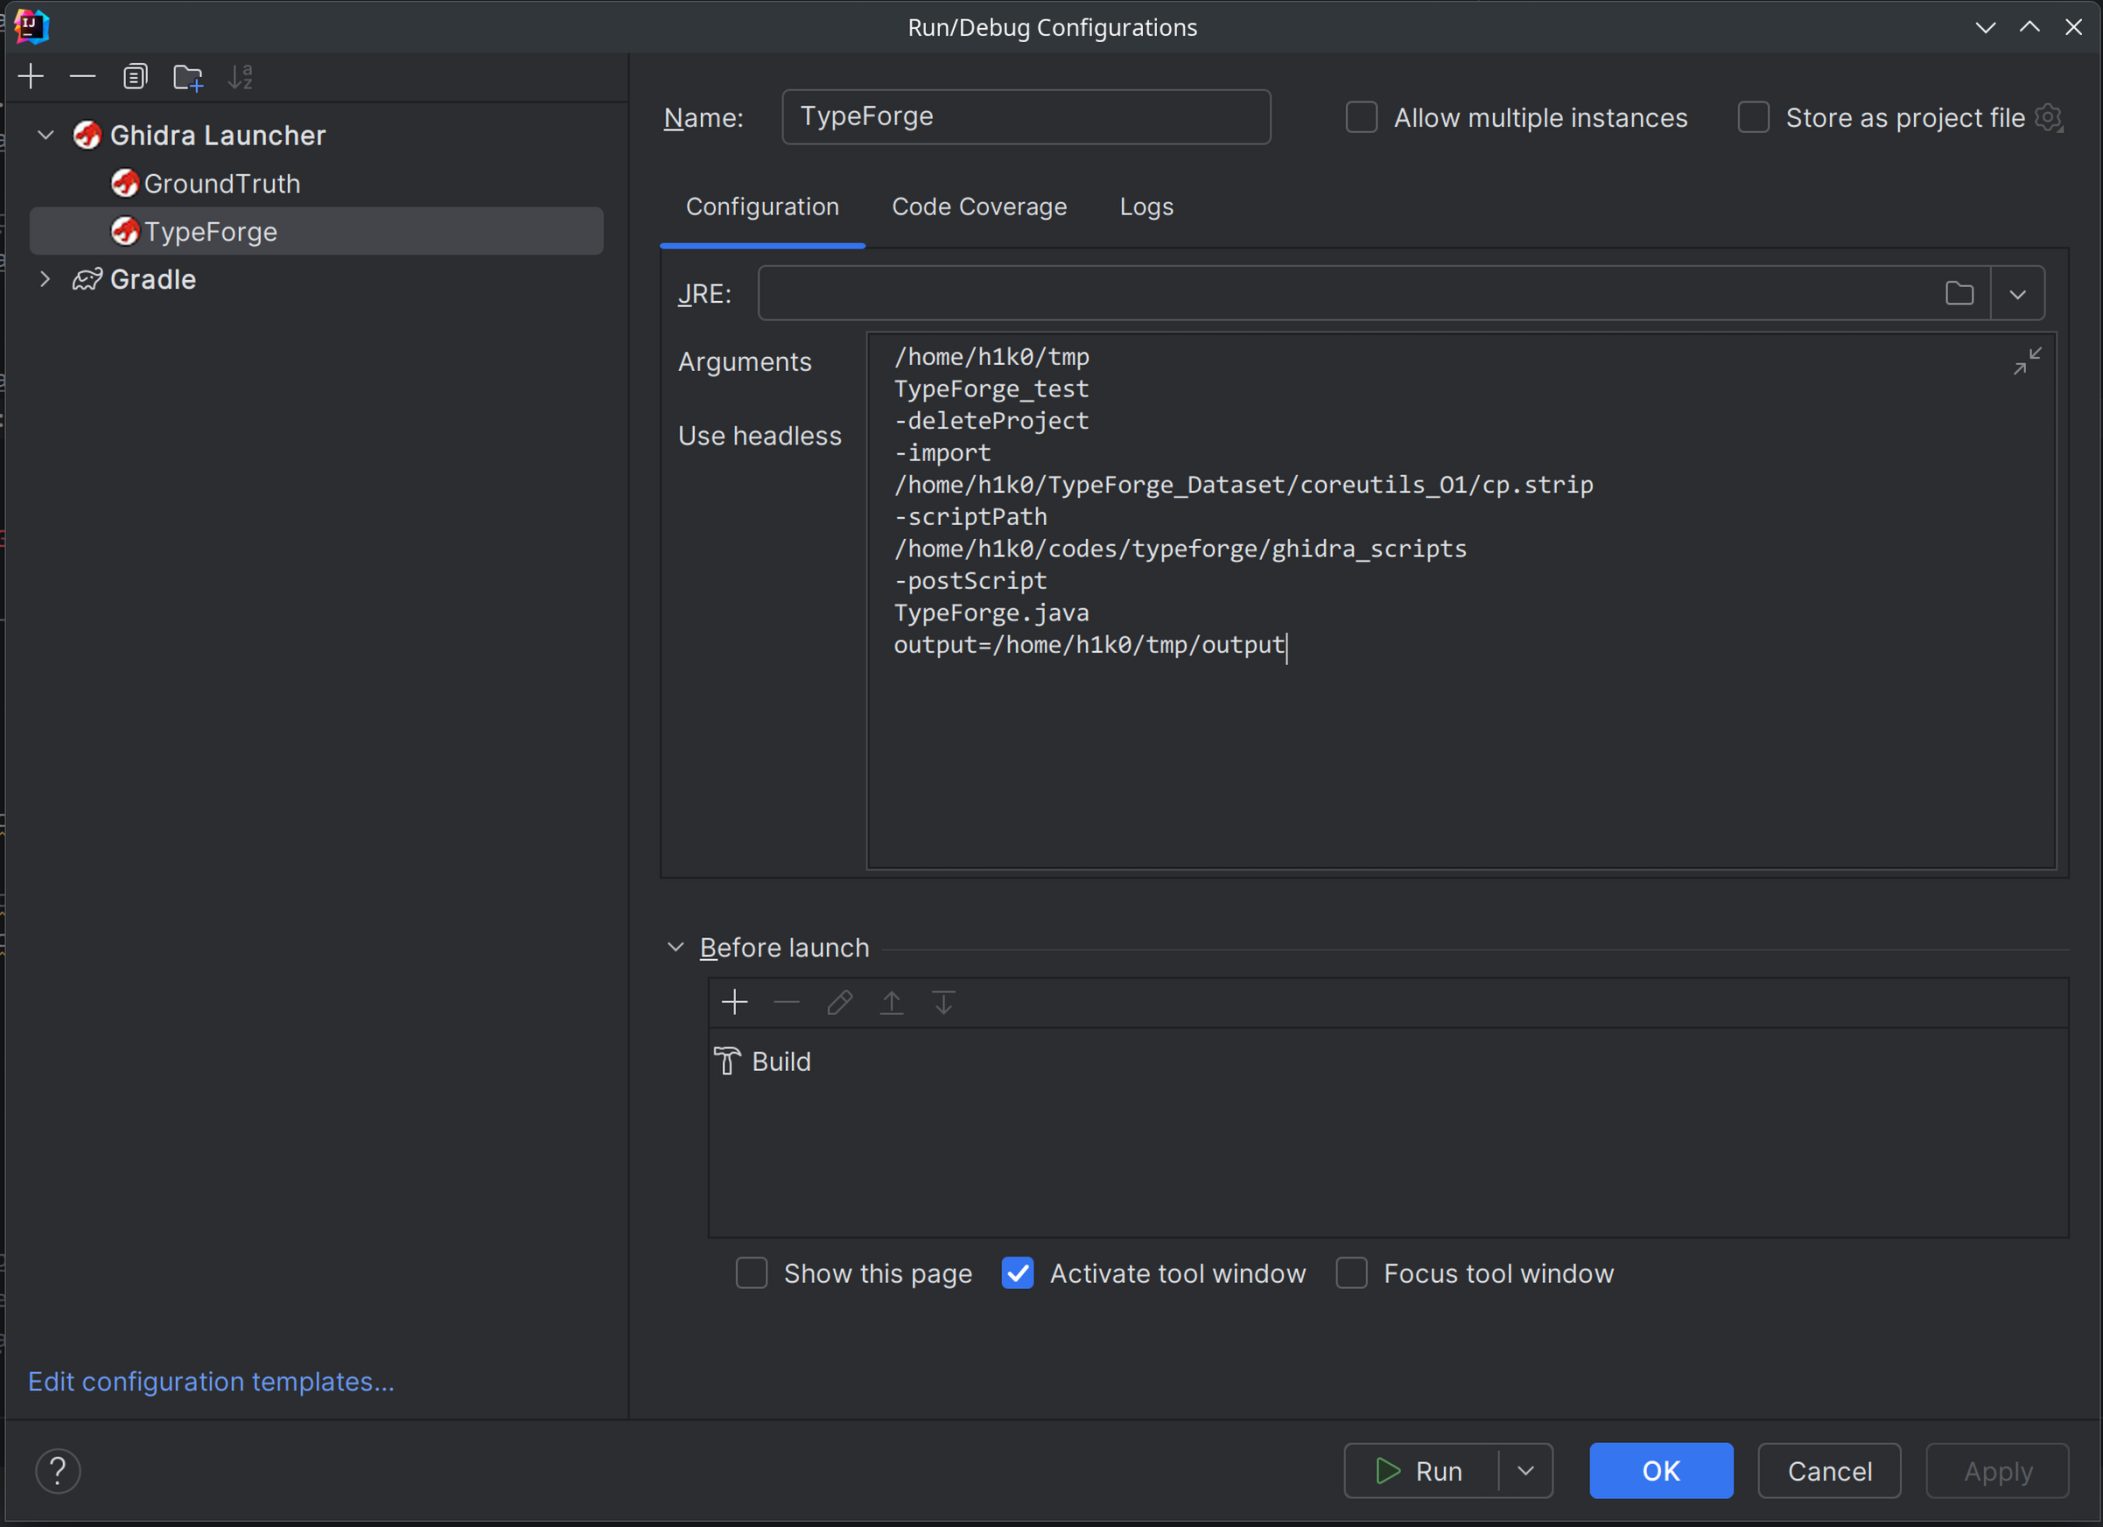 Run/Debug Configurations
Ghidra Launcher
GroundTruth
TypeForge
Gradle
Edit configuration templates...
Name:
TypeForge
Allow multiple instances
Store as project file
Configuration
Code Coverage
Logs
JRE:
Arguments
Use headless
/home/h1k0/tmp
TypeForge_test
-deleteProject
-import
/home/h1k0/TypeForge_Dataset/coreutils_O1/cp.strip
-scriptPath
/home/h1k0/codes/typeforge/ghidra_scripts
-postScript
TypeForge.java
output=/home/h1k0/tmp/output
Before launch
Build
Show this page
Activate tool window
Focus tool window
?
Run
OK
Cancel
Apply